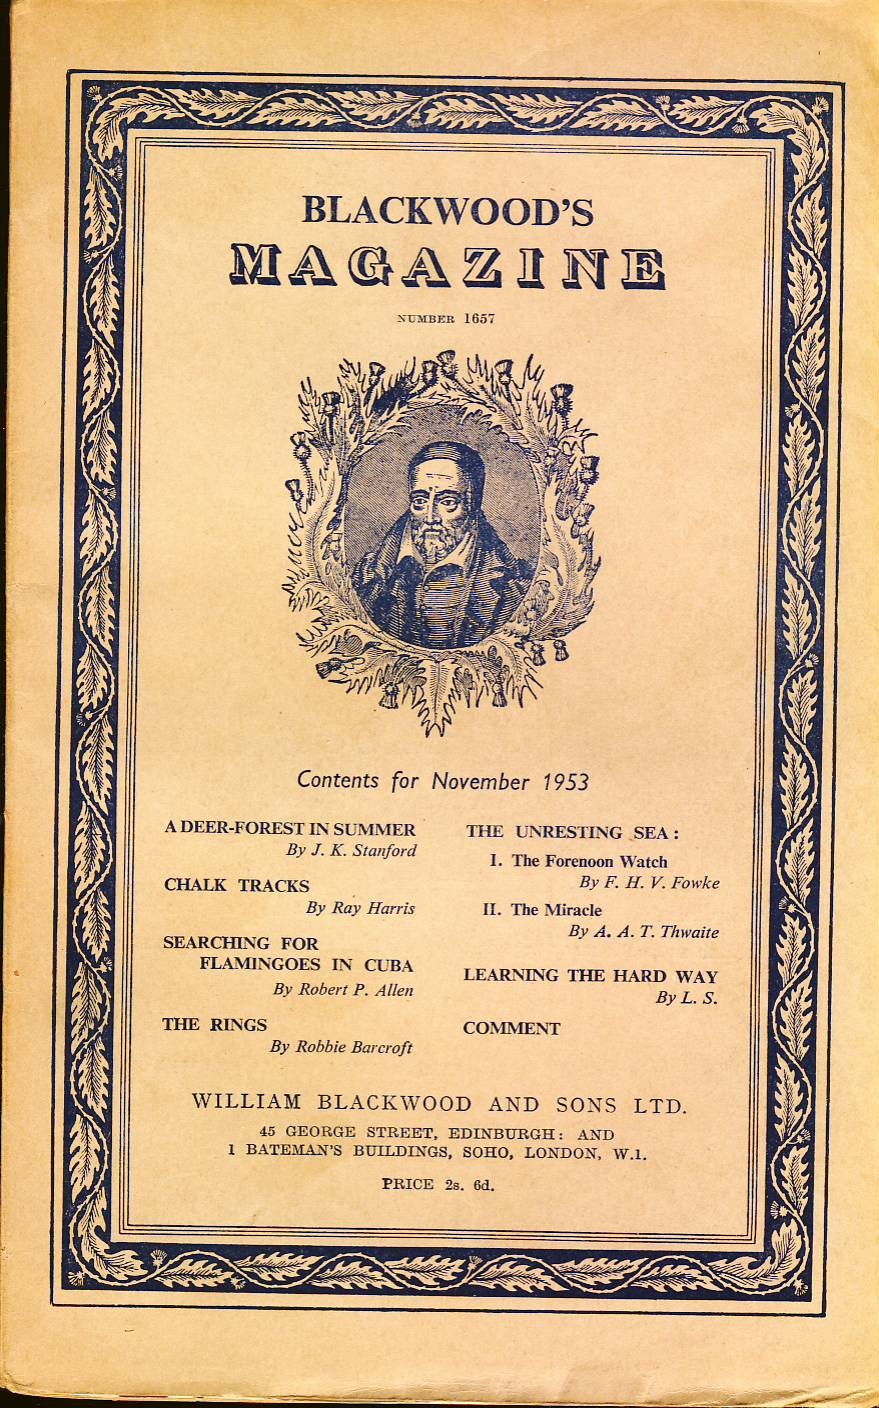 BLACKWOOD'S
MAGAZINE
NUMBER 1657
Contents for November 1953
A DEER-FOREST IN SUMMER
By J. K. Stanford
CHALK TRACKS
By Ray Harris
SEARCHING FOR
FLAMINGOES IN CUBA
By Robert P. Allen
THE RINGS
By Robbie Barcroft
THE UNRESTING SEA:
I. The Forenoon Watch
By F. H. V. Fowke
II. The Miracle
By A. A. T. Thwaite
LEARNING THE HARD WAY
By L. S.
COMMENT
WILLIAM BLACKWOOD AND SONS LTD.
45 GEORGE STREET, EDINBURGH: AND
1 BATEMAN'S BUILDINGS, SOHO, LONDON, W.1.
PRICE 2s. 6d.